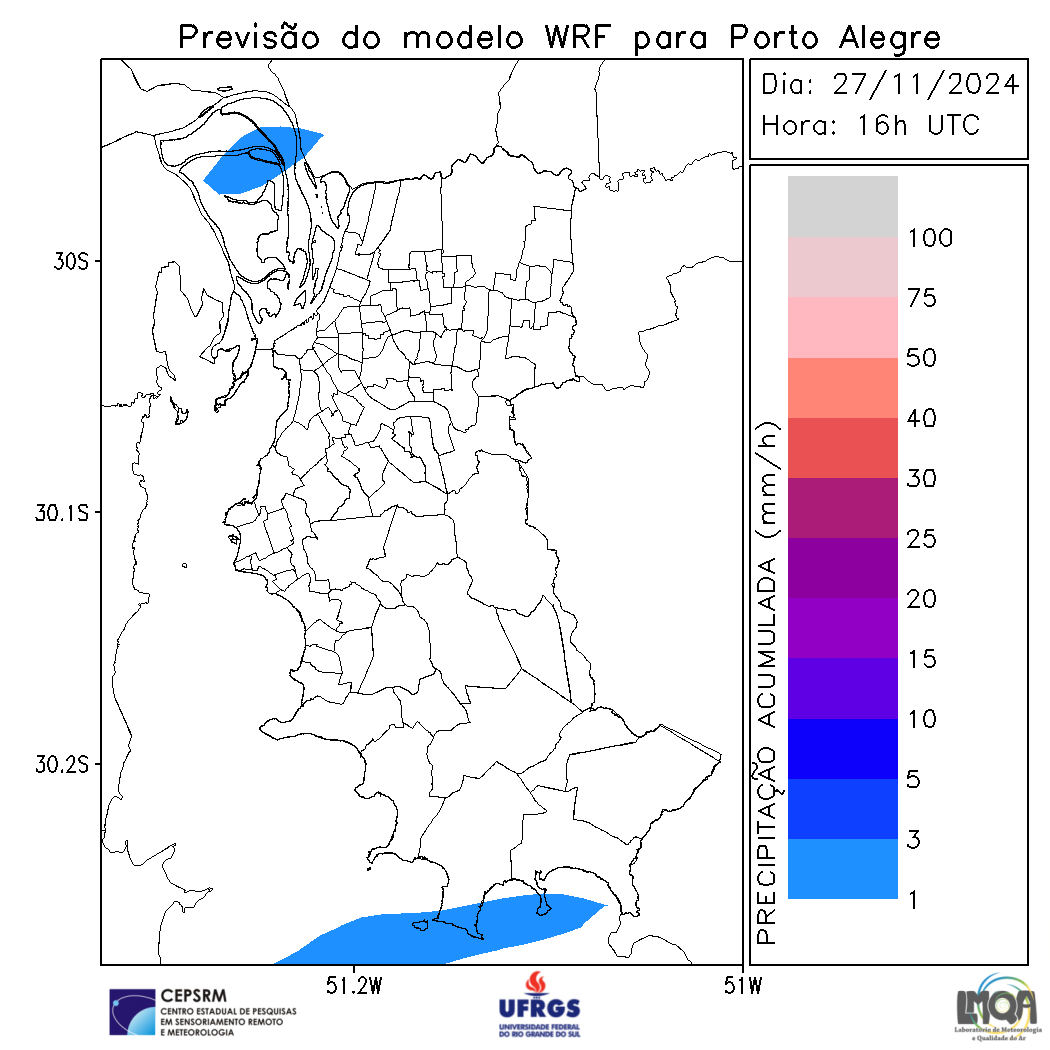 Previsão do modelo WRF para Porto Alegre
Dia: 27/11/2024
Hora: 16h UTC
30S
30.1S
30.2S
51.2W
51W
PRECIPITAÇÃO ACUMULADA (mm/h)
100
75
50
40
30
25
20
15
10
5
3
1
CEPSRM
CENTRO ESTADUAL DE PESQUISAS
EM SENSORIAMENTO REMOTO
E METEOROLOGIA
UFRGS
UNIVERSIDADE FEDERAL
DO RIO GRANDE DO SUL
LMQA
Laboratório de Meteorologia
e Qualidade do Ar